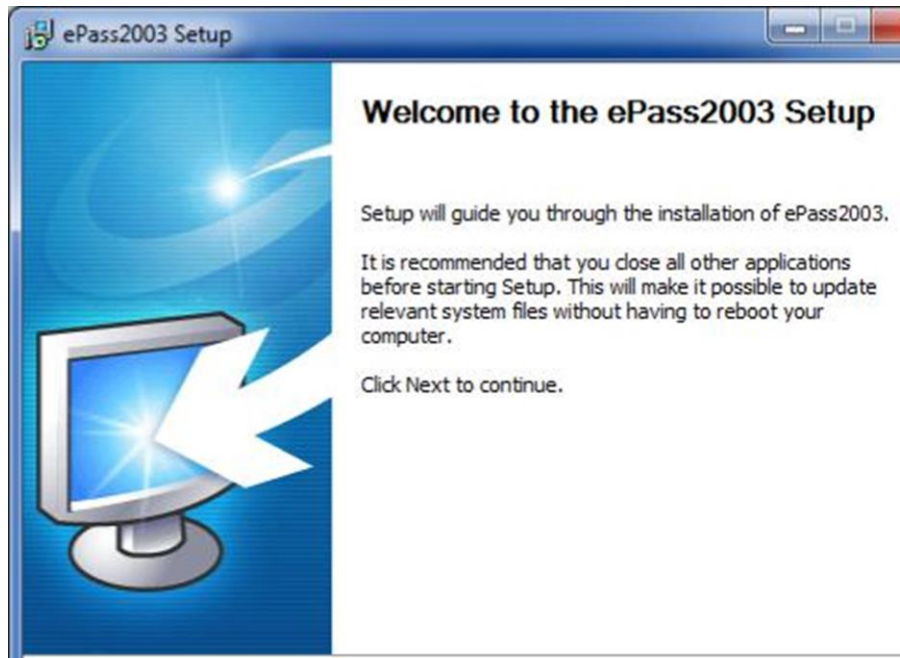 ePass2003 Setup
Welcome to the ePass2003 Setup
Setup will guide you through the installation of ePass2003.
It is recommended that you close all other applications
before starting Setup. This will make it possible to update
relevant system files without having to reboot your
computer.
Click Next to continue.